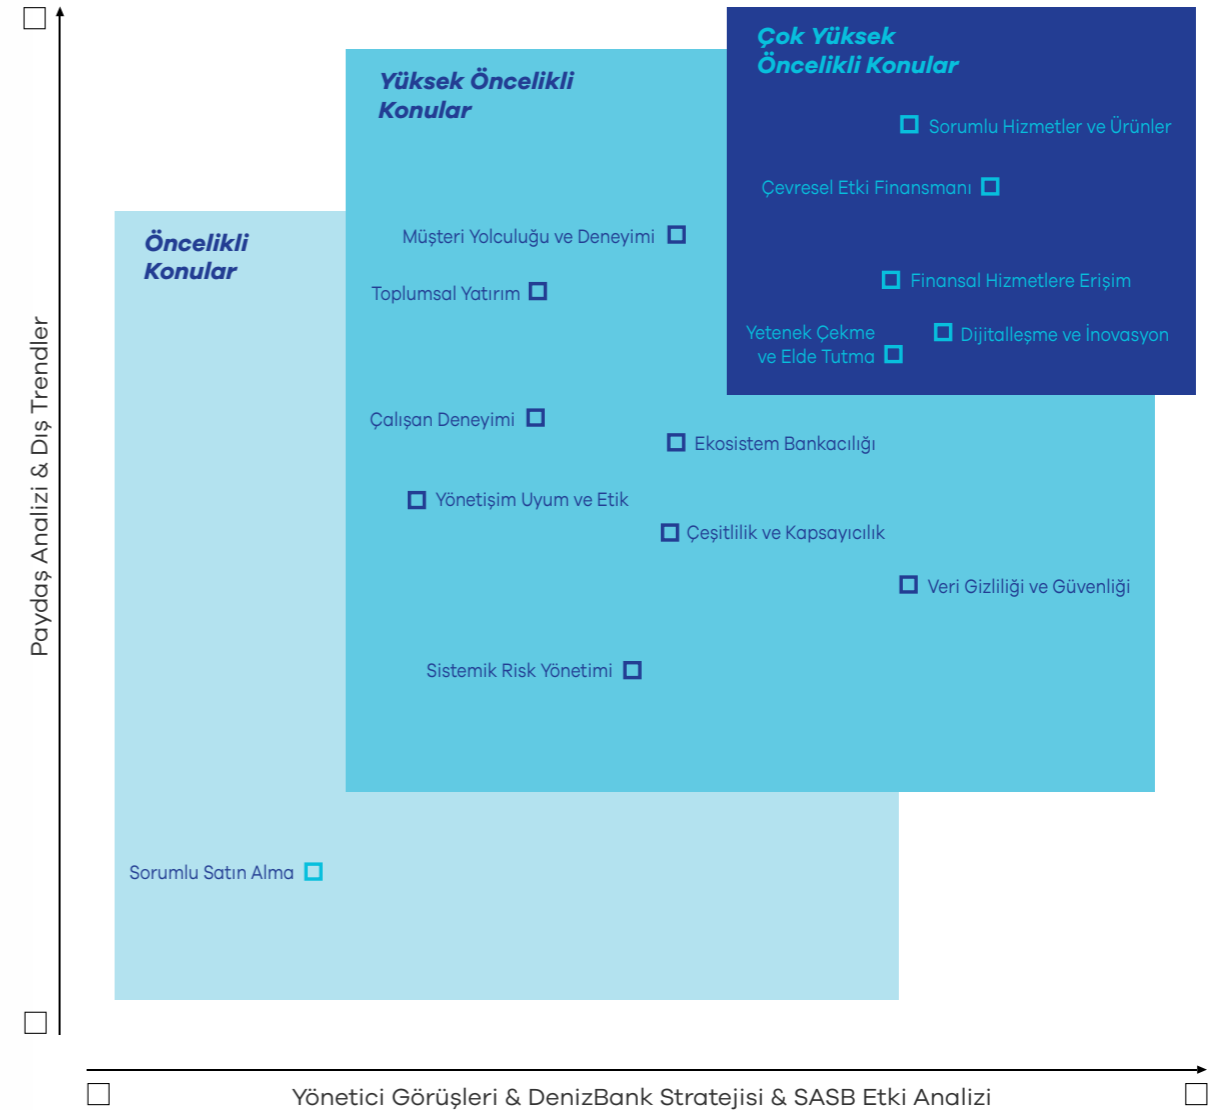 Çok Yüksek
Öncelikli Konular
Yüksek Öncelikli
Konular
Sorumlu Hizmetler ve Ürünler
Çevresel Etki Finansmanı
Müşteri Yolculuğu ve Deneyimi
Öncelikli
Konular
Toplumsal Yatırım
Finansal Hizmetlere Erişim
Yetenek Çekme
ve Elde Tutma
Dijitalleşme ve İnovasyon
Çalışan Deneyimi
Ekosistem Bankacılığı
Yönetişim Uyum ve Etik
Çeşitlilik ve Kapsayıcılık
Veri Gizliliği ve Güvenliği
Sistemik Risk Yönetimi
Sorumlu Satın Alma
Paydaş Analizi & Dış Trendler
Yönetici Görüşleri & DenizBank Stratejisi & SASB Etki Analizi